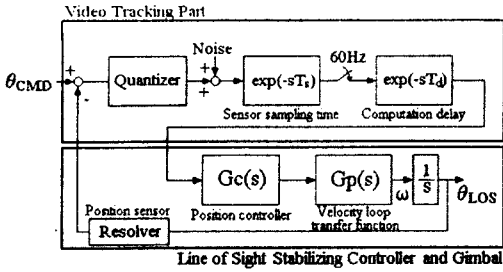 Video Tracking Part
Noise
60Hz
θCMD
+
-
Quantizer
+
+
exp(-sTs)
exp(-sTd)
Sensor sampling time
Computation delay
Gc(s)
Gp(s)
1/s
ω
θLOS
Position sensor
Position controller
Velocity loop
transfer function
Resolver
Line of Sight Stabilizing Controller and Gimbal